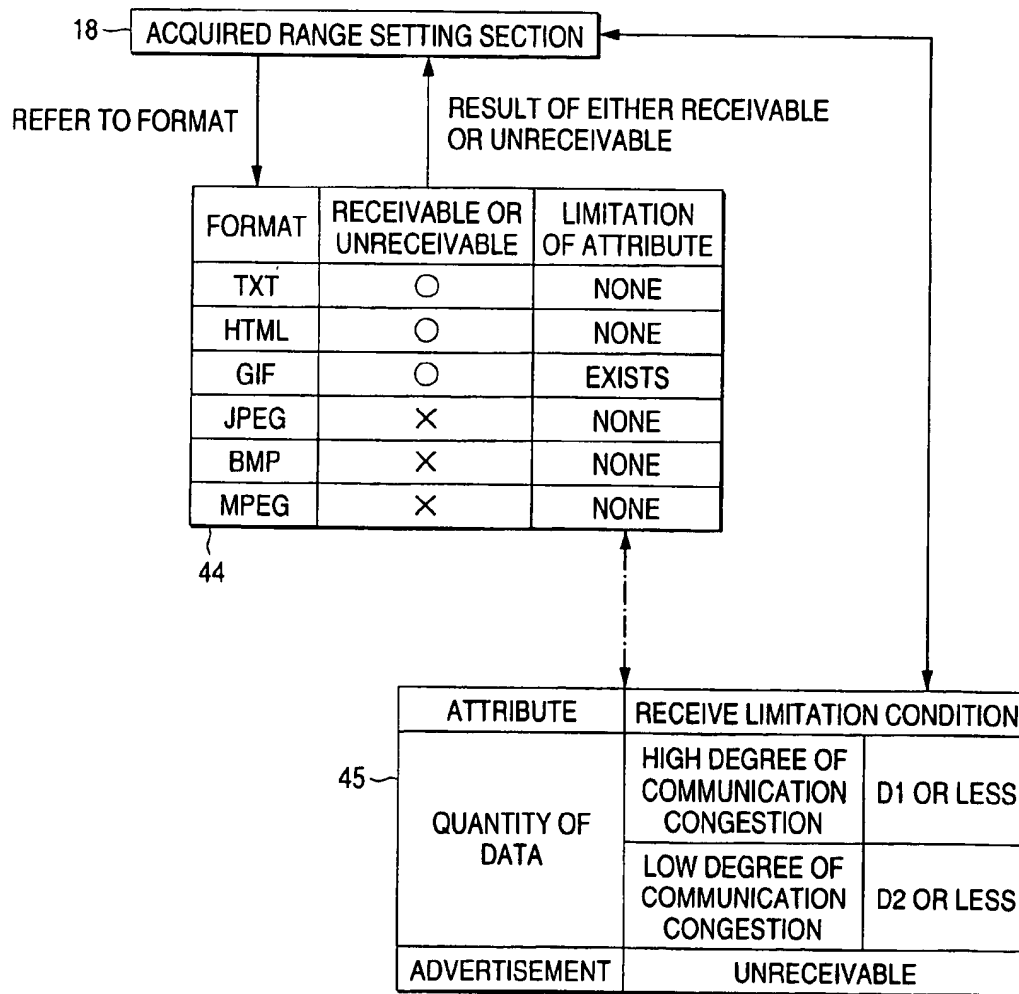 18
ACQUIRED RANGE SETTING SECTION
REFER TO FORMAT
RESULT OF EITHER RECEIVABLE
OR UNRECEIVABLE
FORMAT
RECEIVABLE OR
UNRECEIVABLE
LIMITATION
OF ATTRIBUTE
TXT ○ NONE
HTML ○ NONE
GIF ○ EXISTS
JPEG × NONE
BMP × NONE
MPEG × NONE
44
ATTRIBUTE
RECEIVE LIMITATION CONDITION
45
QUANTITY OF
DATA
HIGH DEGREE OF
COMMUNICATION
CONGESTION
D1 OR LESS
LOW DEGREE OF
COMMUNICATION
CONGESTION
D2 OR LESS
ADVERTISEMENT
UNRECEIVABLE